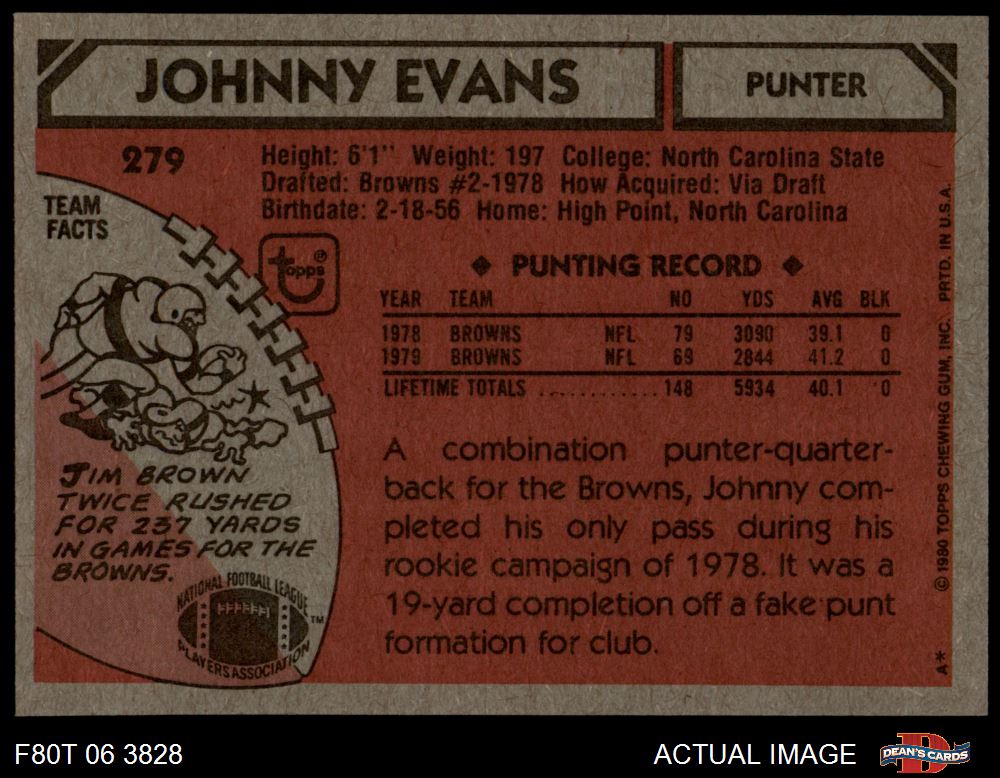 JOHNNY EVANS
PUNTER
279
Height: 6'1" Weight: 197 College: North Carolina State
Drafted: Browns #2-1978 How Acquired: Via Draft
Birthdate: 2-18-56 Home: High Point, North Carolina
TEAM
FACTS
topps®
◆ PUNTING RECORD ◆
YEAR TEAM NO YDS AVG BLK
1978 BROWNS NFL 79 3090 39.1 0
1979 BROWNS NFL 69 2844 41.2 0
LIFETIME TOTALS ............ 148 5934 40.1 0
A combination punter-quarter-
back for the Browns, Johnny com-
pleted his only pass during his
rookie campaign of 1978. It was a
19-yard completion off a fake punt
formation for club.
JIM BROWN
TWICE RUSHED
FOR 237 YARDS
IN GAMES FOR THE
BROWNS.
NATIONAL FOOTBALL LEAGUE
PLAYERS ASSOCIATION
TM
A* © 1980 TOPPS CHEWING GUM, INC. PRTD. IN U.S.A.
F80T 06 3828
ACTUAL IMAGE
D
DEAN'S CARDS